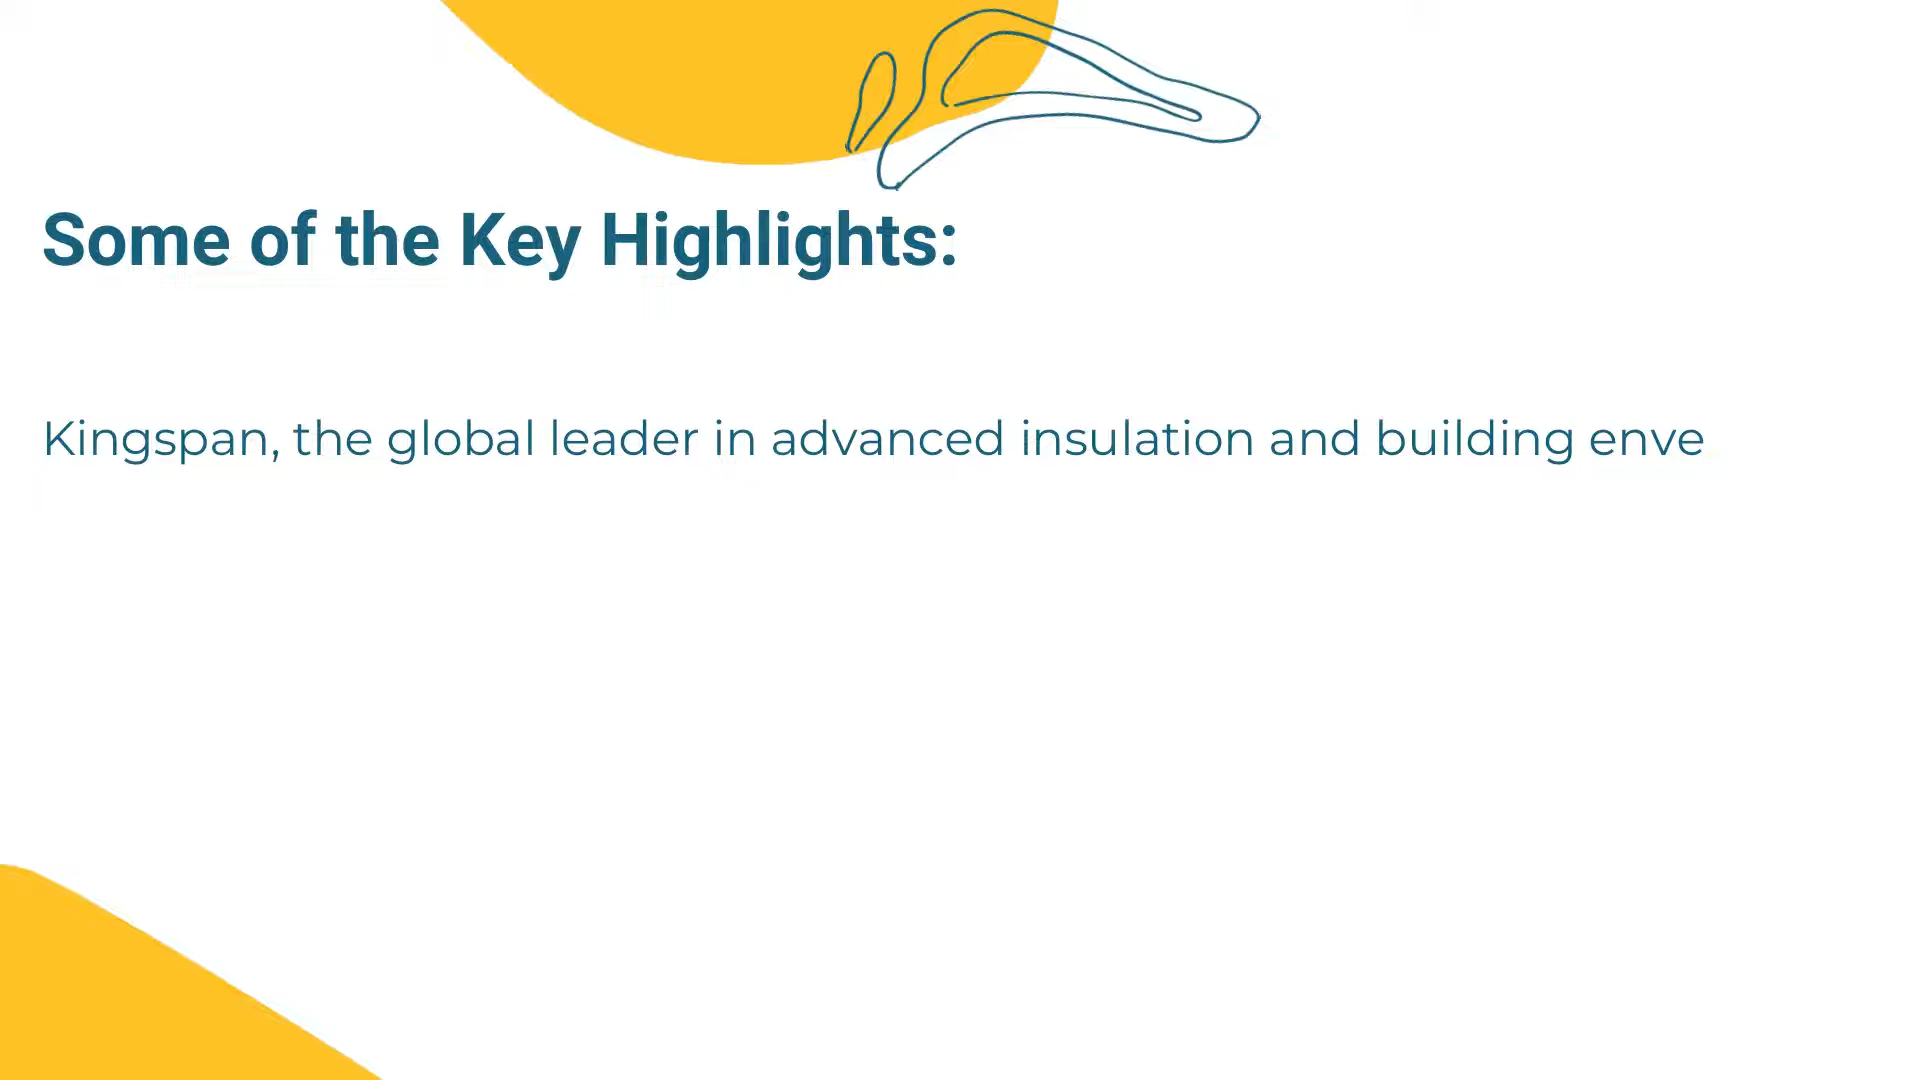 Some of the Key Highlights:
Kingspan, the global leader in advanced insulation and building enve